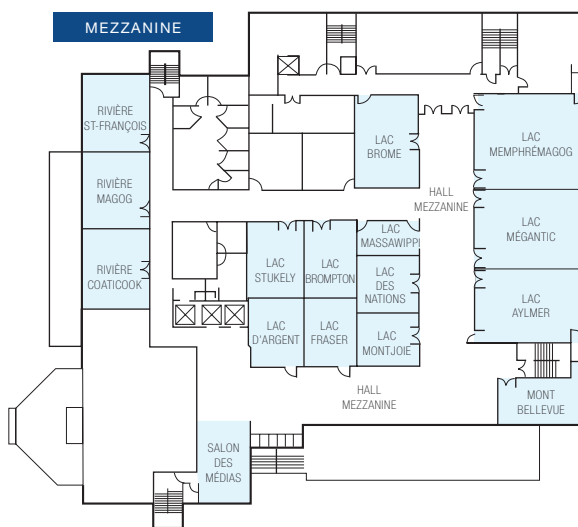 MEZZANINE
RIVIÈRE
ST-FRANÇOIS
RIVIÈRE
MAGOG
RIVIÈRE
COATICOOK
LAC
BROME
LAC
MEMPHRÉMAGOG
HALL
MEZZANINE
LAC
MÉGANTIC
LAC
AYLMER
LAC
MASSAWIPPI
LAC
STUKELY
LAC
BROMPTON
LAC
DES
NATIONS
LAC
D'ARGENT
LAC
FRASER
LAC
MONTJOIE
HALL
MEZZANINE
MONT
BELLEVUE
SALON
DES
MÉDIAS